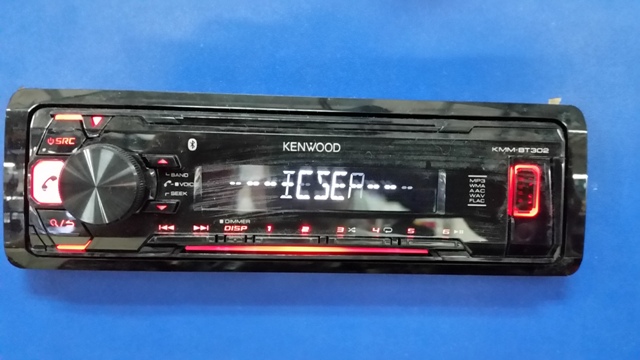 KENWOOD
KMM-BT302
SRC
BAND
VOICE
SEEK
MP3
WMA
AAC
WAV
FLAC
DIMMER
DISP 1 2 3 4 5 6